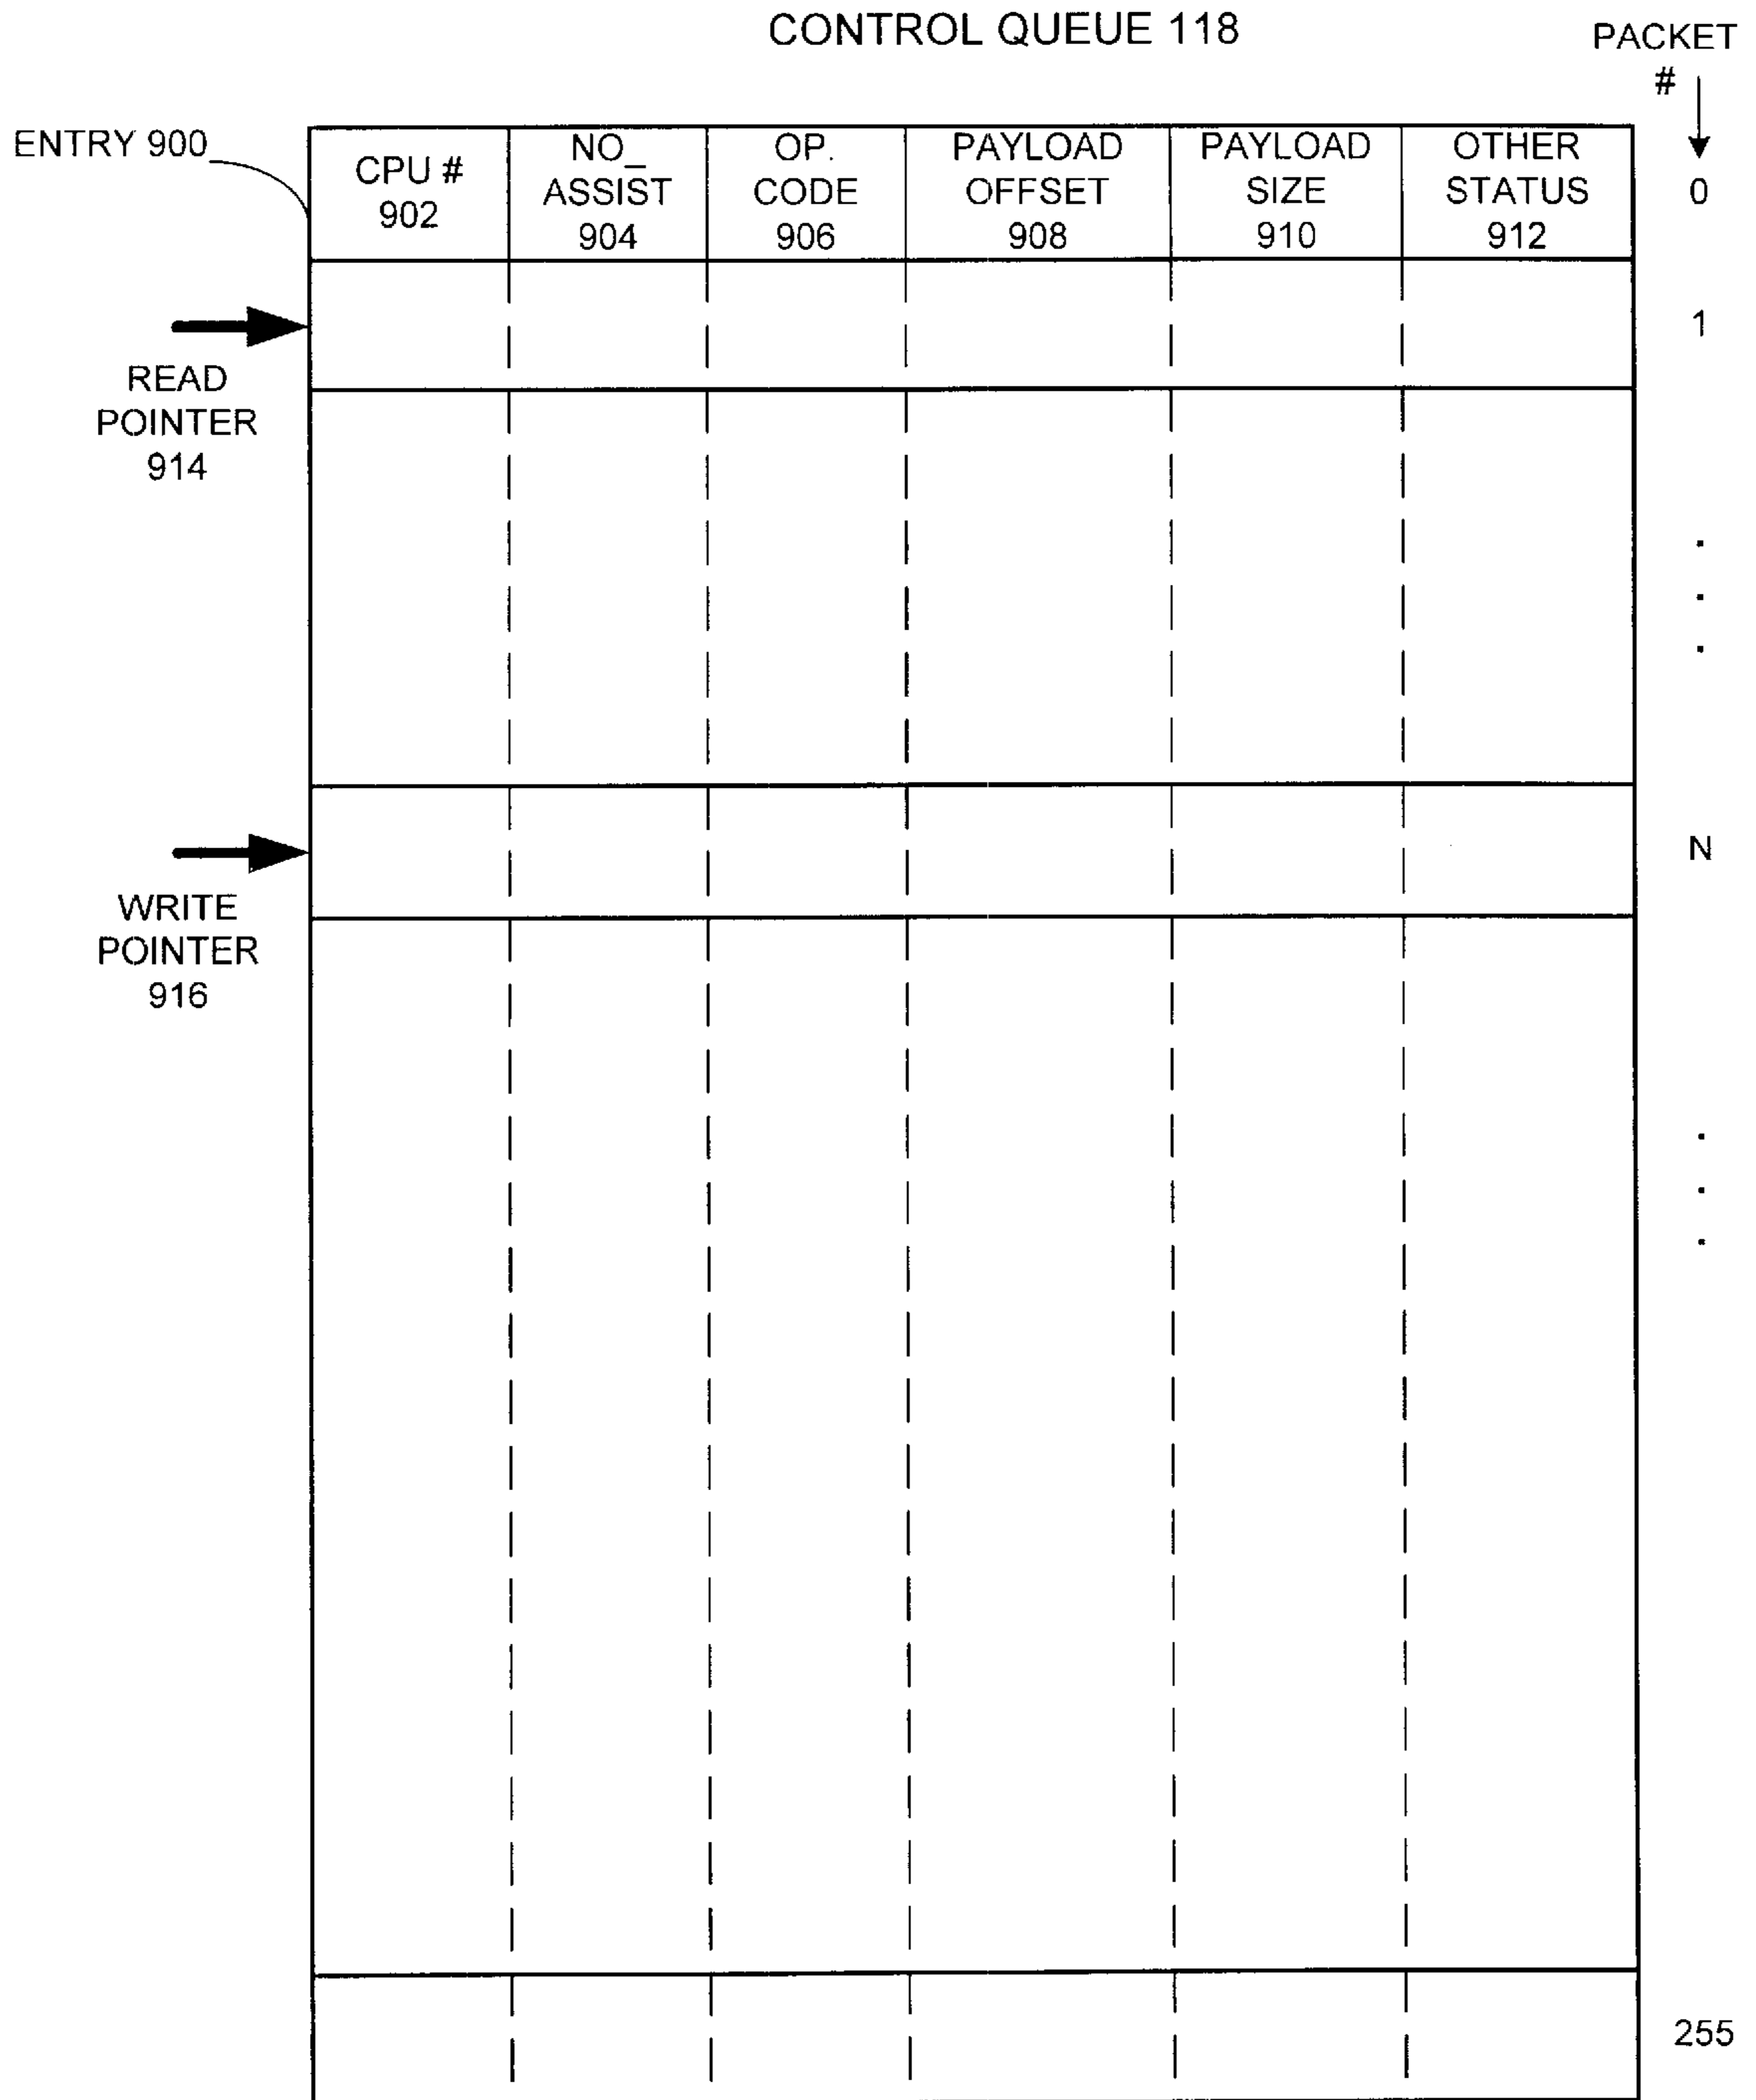 CONTROL QUEUE 118
PACKET
#
ENTRY 900
CPU #
902
NO_
ASSIST
904
OP.
CODE
906
PAYLOAD
OFFSET
908
PAYLOAD
SIZE
910
OTHER
STATUS
912
0
1
READ
POINTER
914
.
.
.
N
WRITE
POINTER
916
.
.
.
255